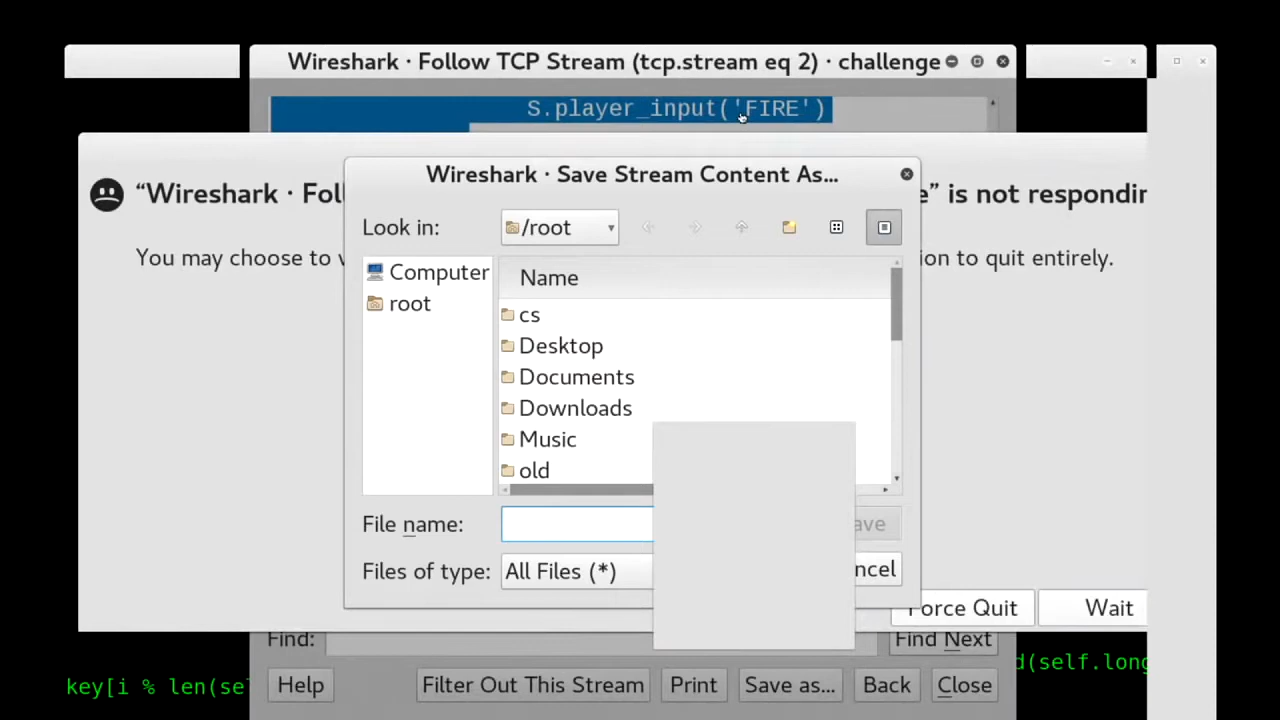 Wireshark · Follow TCP Stream (tcp.stream eq 2) · challenge
S.player_input('FIRE')
Wireshark · Save Stream Content As...
“Wireshark · Fol
e” is not respondin
Look in:
/root
You may choose to w
ion to quit entirely.
Computer
root
Name
cs
Desktop
Documents
Downloads
Music
old
File name:
ave
Files of type:
All Files (*)
ncel
Force Quit
Wait
Find:
Find Next
d(self.long
key[i % len(se
Help
Filter Out This Stream
Print
Save as...
Back
Close